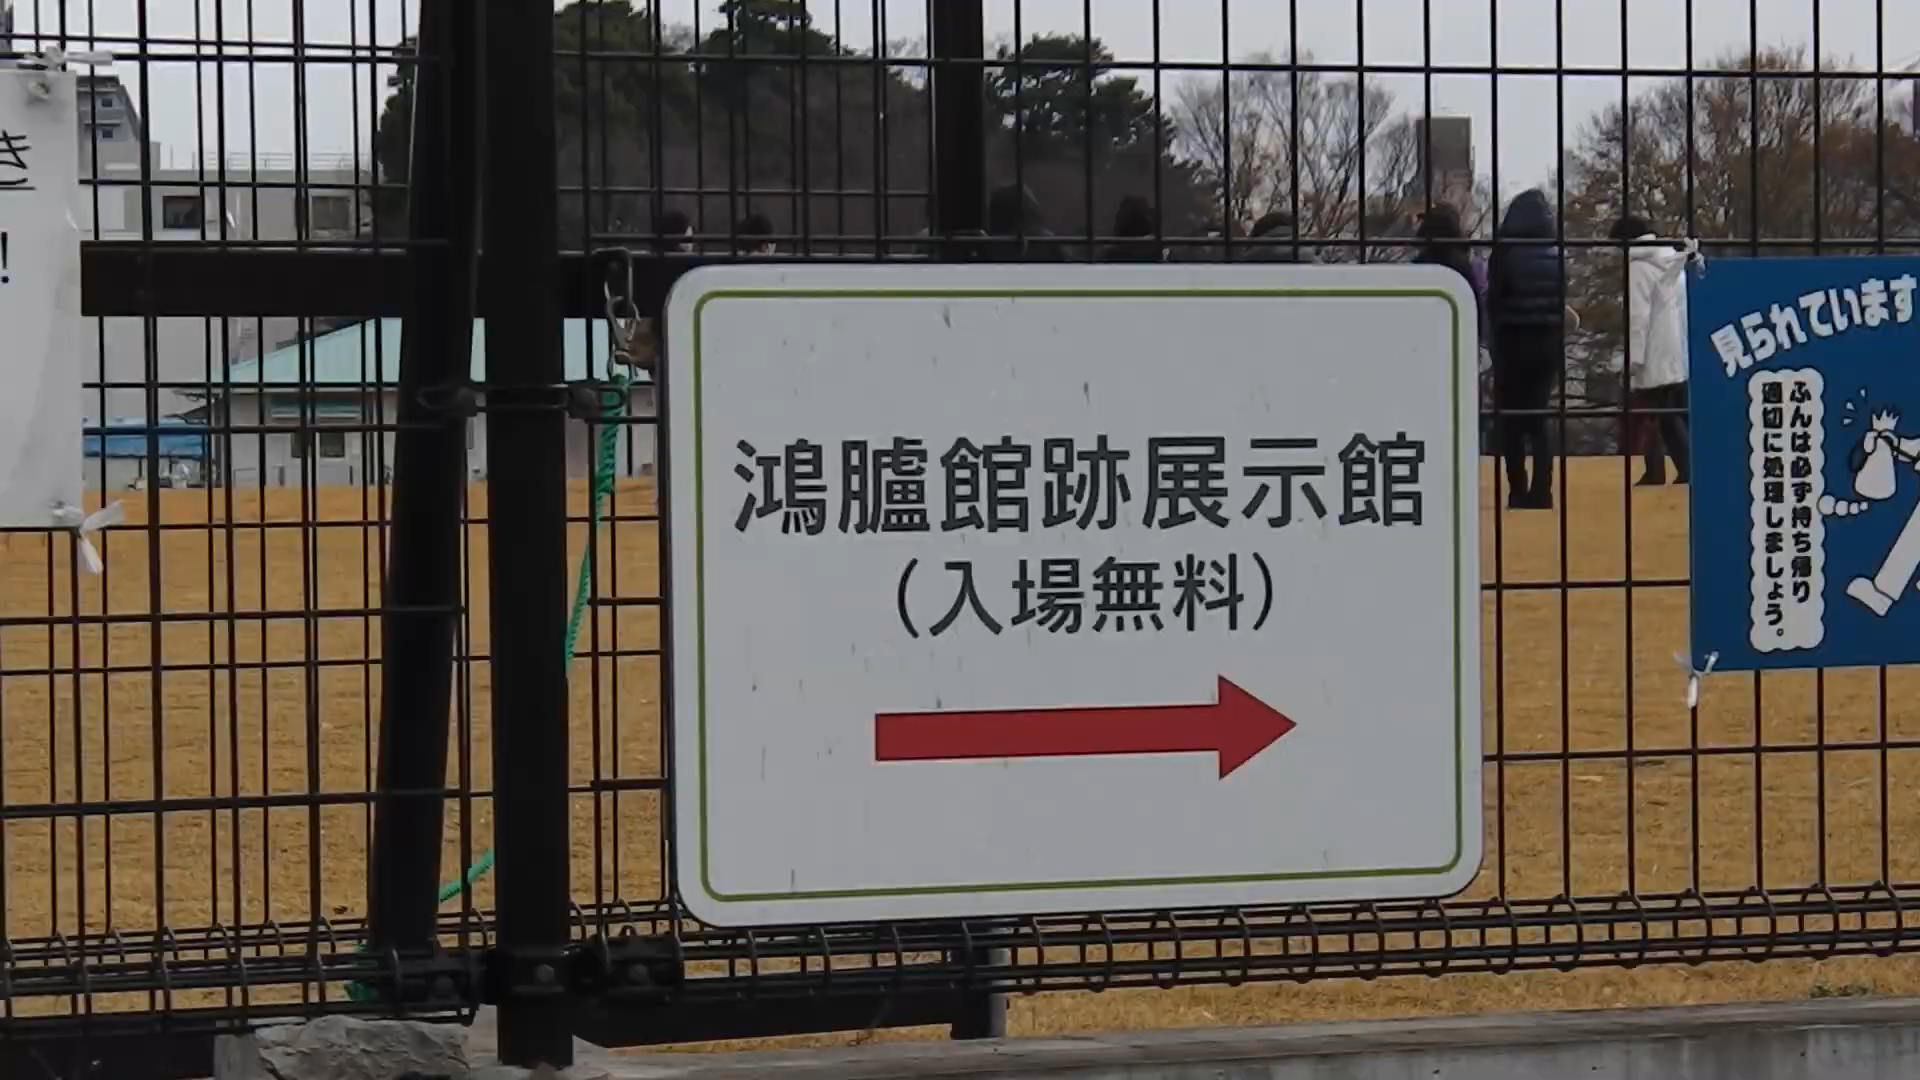 き
!
鴻臚館跡展示館
(入場無料)
見られています
ふんは必ず持ち帰り
適切に処理しましょう。